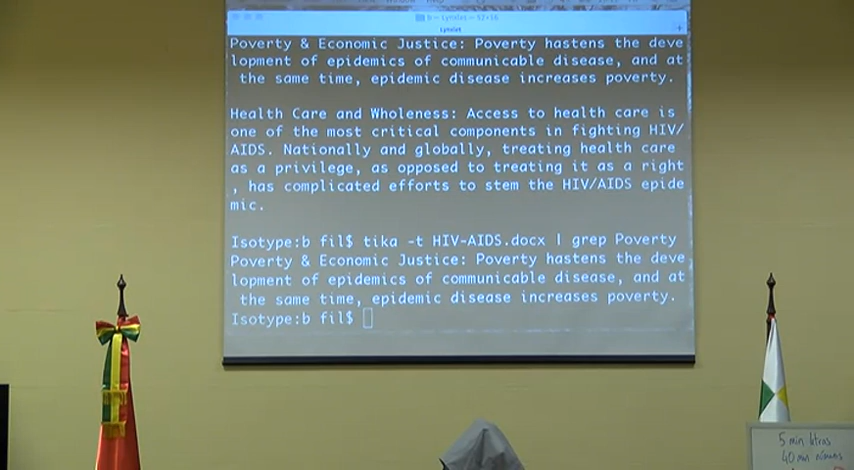 b — Lynxlet — 52×16
Lynxlet
Poverty & Economic Justice: Poverty hastens the deve
lopment of epidemics of communicable disease, and at
the same time, epidemic disease increases poverty.
Health Care and Wholeness: Access to health care is
one of the most critical components in fighting HIV/
AIDS. Nationally and globally, treating health care
as a privilege, as opposed to treating it as a right
, has complicated efforts to stem the HIV/AIDS epide
mic.
Isotype:b fil$ tika -t HIV-AIDS.docx | grep Poverty
Poverty & Economic Justice: Poverty hastens the deve
lopment of epidemics of communicable disease, and at
the same time, epidemic disease increases poverty.
Isotype:b fil$
5 min
40 min